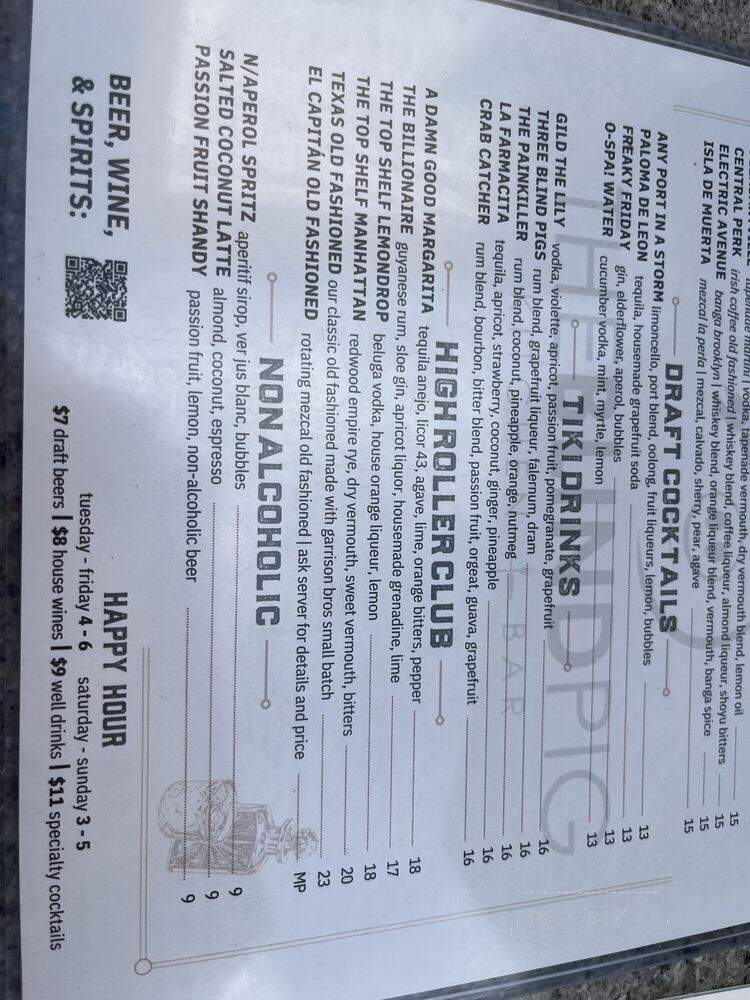 vodka, housemade vermouth, dry vermouth blend, lemon oil 15
CENTRAL PERK irish coffee old fashioned | whiskey blend, coffee liqueur, almond liqueur, shoyu bitters 15
ELECTRIC AVENUE banga brooklyn | whiskey blend, orange liqueur blend, vermouth, banga spice 15
ISLA DE MUERTA mezcal la perla | mezcal, calvado, sherry, pear, agave 15
DRAFT COCKTAILS
ANY PORT IN A STORM limoncello, port blend, oolong, fruit liqueurs, lemon, bubbles 13
PALOMA DE LEON tequila, housemade grapefruit soda 13
FREAKY FRIDAY gin, elderflower, aperol, bubbles 13
O-SPA! WATER cucumber vodka, mint, myrtle, lemon 13
TIKI DRINKS
GILD THE LILY vodka, violette, apricot, passion fruit, pomegranate, grapefruit 16
THREE BLIND PIGS rum blend, grapefruit liqueur, falernum, dram 16
THE PAINKILLER rum blend, coconut, pineapple, orange, nutmeg 16
LA FARMACITA tequila, apricot, strawberry, coconut, ginger, pineapple 16
CRAB CATCHER rum blend, bourbon, bitter blend, passion fruit, orgeat, guava, grapefruit 16
HIGH ROLLER CLUB
A DAMN GOOD MARGARITA tequila anejo, licor 43, agave, lime, orange bitters, pepper 18
THE BILLIONAIRE guyanese rum, sloe gin, apricot liquor, housemade grenadine, lime 17
THE TOP SHELF LEMONDROP beluga vodka, house orange liqueur, lemon 18
THE TOP SHELF MANHATTAN redwood empire rye, dry vermouth, sweet vermouth, bitters 20
TEXAS OLD FASHIONED our classic old fashioned made with garrison bros small batch 23
EL CAPITÁN OLD FASHIONED rotating mezcal old fashioned | ask server for details and price MP
NON ALCOHOLIC
N/APEROL SPRITZ aperitif sirop, ver jus blanc, bubbles 9
SALTED COCONUT LATTE almond, coconut, espresso 9
PASSION FRUIT SHANDY passion fruit, lemon, non-alcoholic beer 9
BEER, WINE,
& SPIRITS:
HAPPY HOUR
tuesday - friday 4 - 6 saturday - sunday 3 - 5
$7 draft beers | $8 house wines | $9 well drinks | $11 specialty cocktails